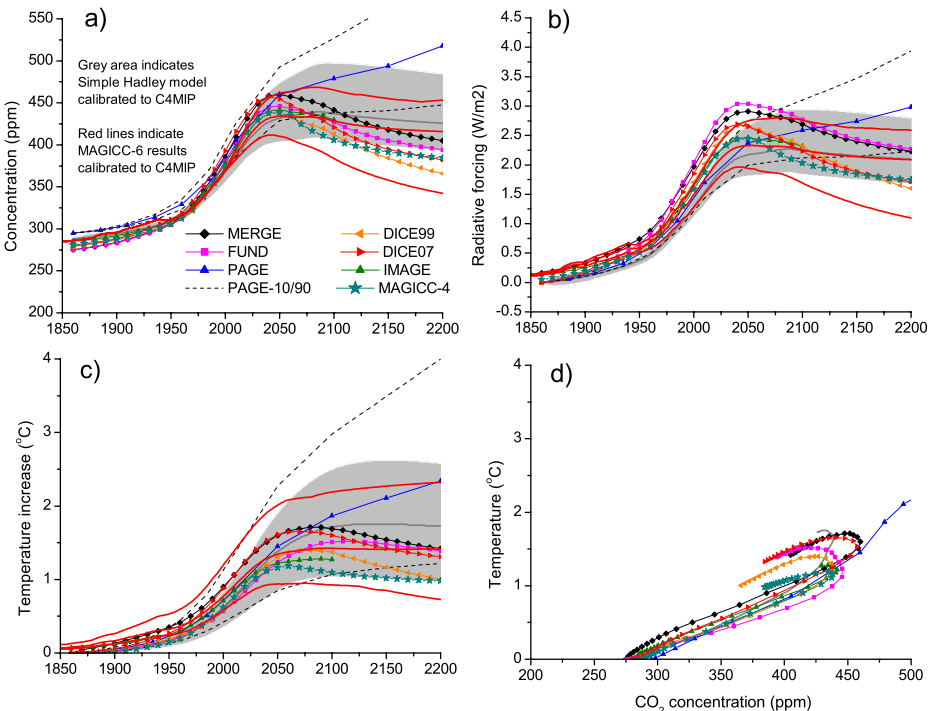 a)
550
500
450
400
350
300
250
200
Concentration (ppm)
Grey area indicates
Simple Hadley model
calibrated to C4MIP
Red lines indicate
MAGICC-6 results
calibrated to C4MIP
MERGE
FUND
PAGE
PAGE-10/90
DICE99
DICE07
IMAGE
MAGICC-4
1850 1900 1950 2000 2050 2100 2150 2200
b)
4.5
4.0
3.5
3.0
2.5
2.0
1.5
1.0
0.5
0.0
-0.5
Radiative forcing (W/m2)
1850 1900 1950 2000 2050 2100 2150 2200
c)
4
3
2
1
0
Temperature increase (°C)
1850 1900 1950 2000 2050 2100 2150 2200
d)
4
3
2
1
0
Temperature (°C)
200 250 300 350 400 450 500
CO2 concentration (ppm)